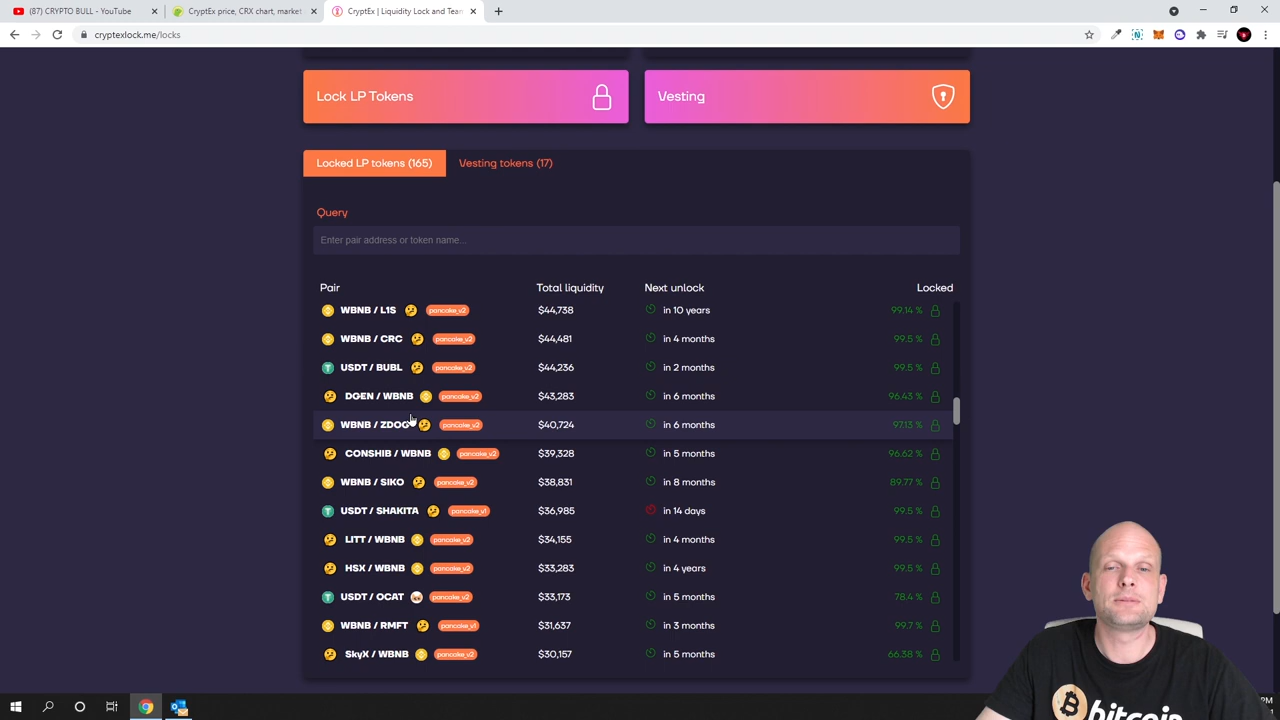 (87) CRYPTO BULL - YouTube
CryptEx price, CRX chart, market
CryptEx | Liquidity Lock and Tean
cryptexlock.me/locks
Lock LP Tokens
Vesting
Locked LP tokens (165)
Vesting tokens (17)
Query
Enter pair address or token name...
Pair Total liquidity Next unlock Locked
WBNB / L1S pancake_v2 $44,738 in 10 years 99.14 %
WBNB / CRC pancake_v2 $44,481 in 4 months 99.5 %
USDT / BUBL pancake_v2 $44,236 in 2 months 99.5 %
DGEN / WBNB pancake_v2 $43,283 in 6 months 96.43 %
WBNB / ZDOG pancake_v2 $40,724 in 6 months 97.13 %
CONSHIB / WBNB pancake_v2 $39,328 in 5 months 96.62 %
WBNB / SIKO pancake_v2 $38,831 in 8 months 89.77 %
USDT / SHAKITA pancake_v1 $36,985 in 14 days 99.5 %
LITT / WBNB pancake_v2 $34,155 in 4 months 99.5 %
HSX / WBNB pancake_v2 $33,283 in 4 years 99.5 %
USDT / OCAT pancake_v2 $33,173 in 5 months 78.4 %
WBNB / RMFT pancake_v1 $31,637 in 3 months 99.7 %
SkyX / WBNB pancake_v2 $30,157 in 5 months 66.38 %
bitcoin